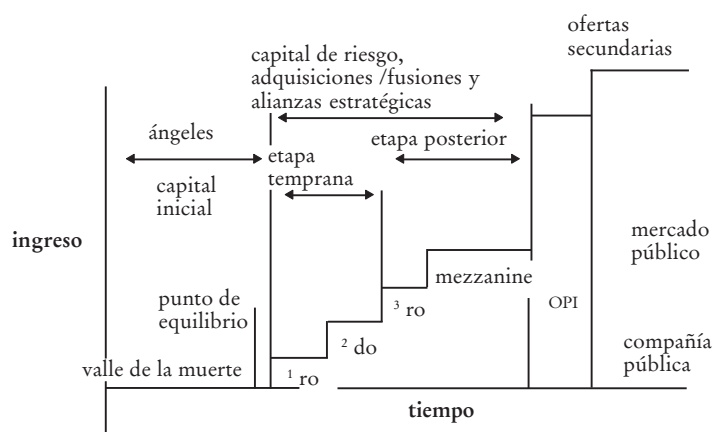 ofertas
secundarias
capital de riesgo,
adquisiciones /fusiones y
alianzas estratégicas
ángeles
etapa posterior
etapa
temprana
capital
inicial
ingreso
mercado
público
mezzanine
punto de
equilibrio
3 ro
OPI
2 do
compañía
pública
valle de la muerte
1 ro
tiempo